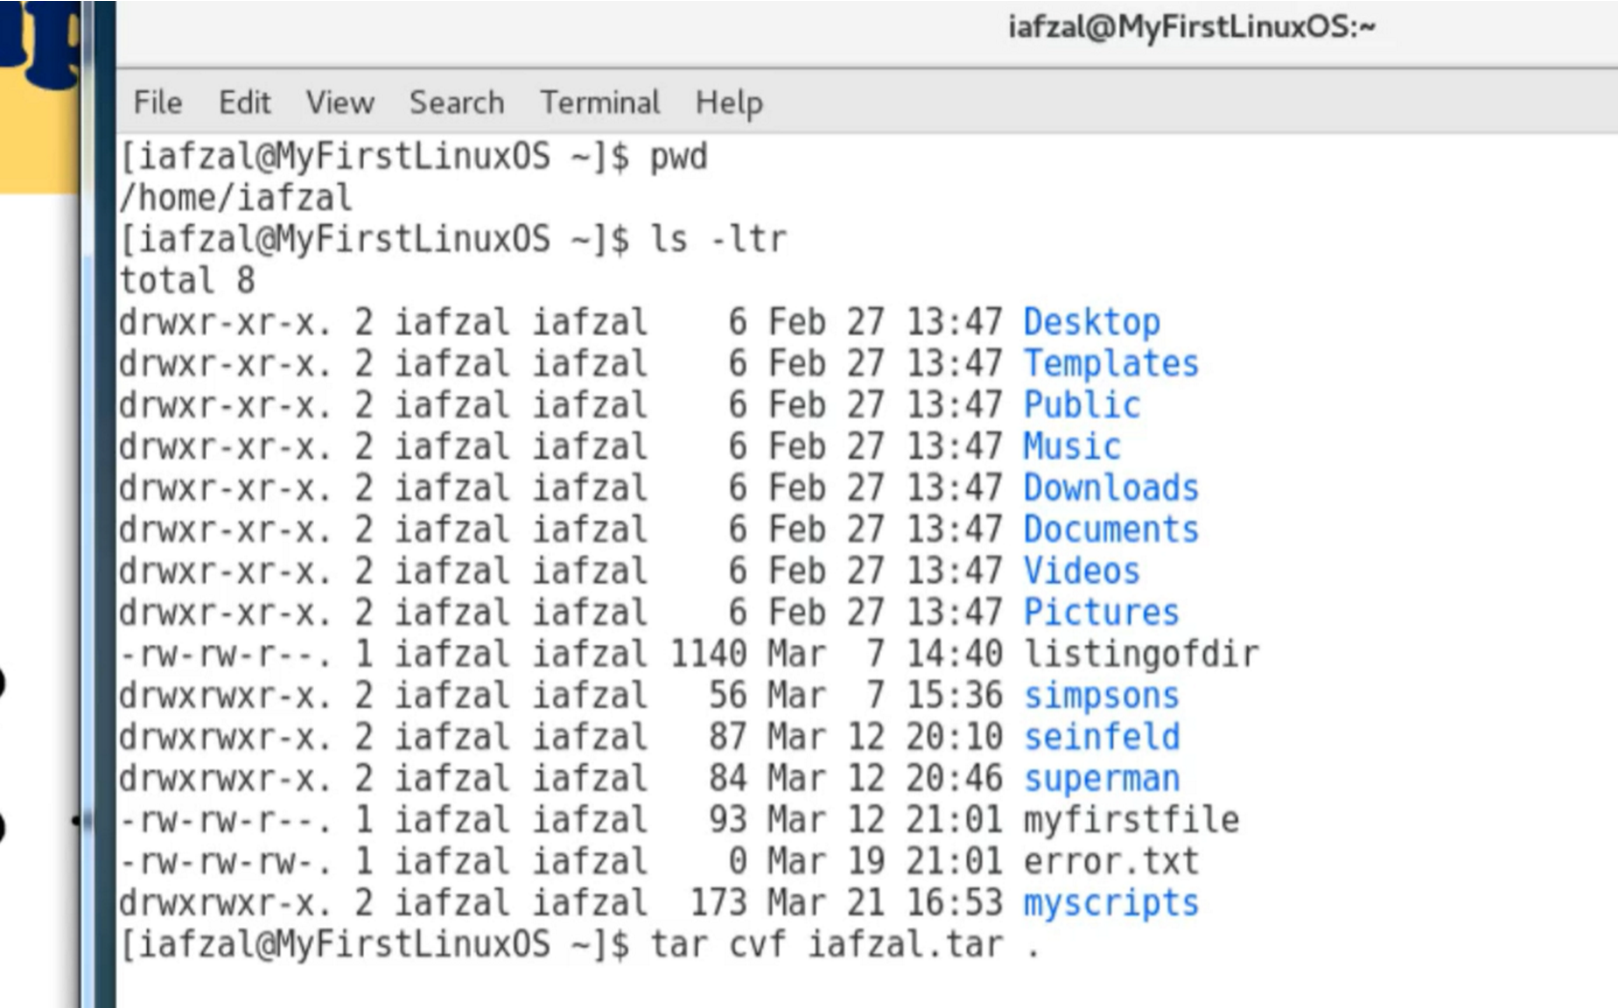 iafzal@MyFirstLinuxOS:~
File Edit View Search Terminal Help
[iafzal@MyFirstLinuxOS ~]$ pwd
/home/iafzal
[iafzal@MyFirstLinuxOS ~]$ ls -ltr
total 8
drwxr-xr-x. 2 iafzal iafzal    6 Feb 27 13:47 Desktop
drwxr-xr-x. 2 iafzal iafzal    6 Feb 27 13:47 Templates
drwxr-xr-x. 2 iafzal iafzal    6 Feb 27 13:47 Public
drwxr-xr-x. 2 iafzal iafzal    6 Feb 27 13:47 Music
drwxr-xr-x. 2 iafzal iafzal    6 Feb 27 13:47 Downloads
drwxr-xr-x. 2 iafzal iafzal    6 Feb 27 13:47 Documents
drwxr-xr-x. 2 iafzal iafzal    6 Feb 27 13:47 Videos
drwxr-xr-x. 2 iafzal iafzal    6 Feb 27 13:47 Pictures
-rw-rw-r--. 1 iafzal iafzal 1140 Mar  7 14:40 listingofdir
drwxrwxr-x. 2 iafzal iafzal   56 Mar  7 15:36 simpsons
drwxrwxr-x. 2 iafzal iafzal   87 Mar 12 20:10 seinfeld
drwxrwxr-x. 2 iafzal iafzal   84 Mar 12 20:46 superman
-rw-rw-r--. 1 iafzal iafzal   93 Mar 12 21:01 myfirstfile
-rw-rw-rw-. 1 iafzal iafzal    0 Mar 19 21:01 error.txt
drwxrwxr-x. 2 iafzal iafzal  173 Mar 21 16:53 myscripts
[iafzal@MyFirstLinuxOS ~]$ tar cvf iafzal.tar .